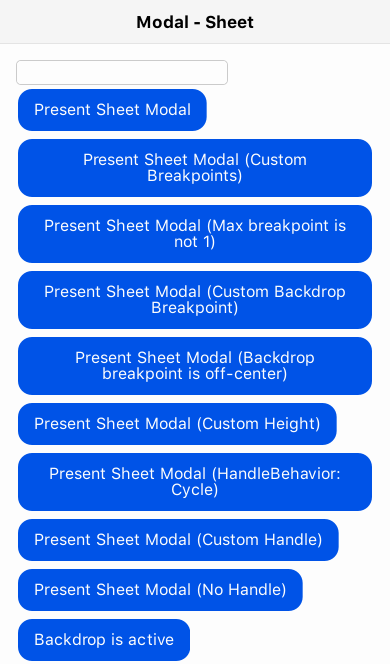 Modal - Sheet
Present Sheet Modal
Present Sheet Modal (Custom
Breakpoints)
Present Sheet Modal (Max breakpoint is
not 1)
Present Sheet Modal (Custom Backdrop
Breakpoint)
Present Sheet Modal (Backdrop
breakpoint is off-center)
Present Sheet Modal (Custom Height)
Present Sheet Modal (HandleBehavior:
Cycle)
Present Sheet Modal (Custom Handle)
Present Sheet Modal (No Handle)
Backdrop is active